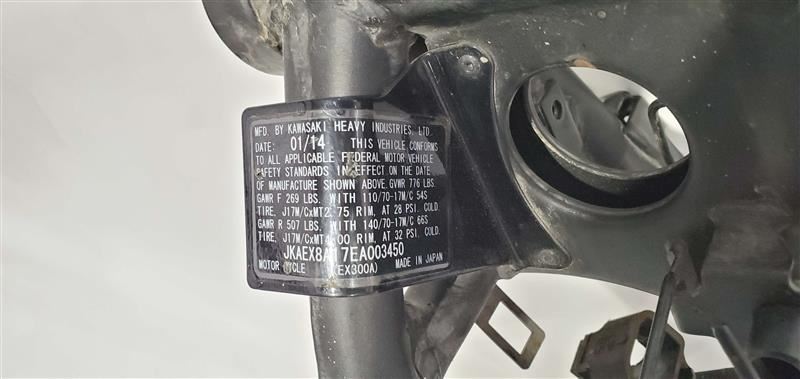 MFD. BY KAWASAKI HEAVY INDUSTRIES, LTD.
DATE: 01/14 THIS VEHICLE CONFORMS
TO ALL APPLICABLE FEDERAL MOTOR VEHICLE
SAFETY STANDARDS IN EFFECT ON THE DATE
OF MANUFACTURE SHOWN ABOVE. GVWR 776 LBS.
GAWR F 269 LBS. WITH 110/70-17M/C 54S
TIRE, J17M/CxMT2.75 RIM, AT 28 PSI. COLD.
GAWR R 507 LBS. WITH 140/70-17M/C 66S
TIRE, J17M/CxMT4.00 RIM, AT 32 PSI. COLD.
JKAEX8A17EA003450
MOTORCYCLE (EX300A) MADE IN JAPAN